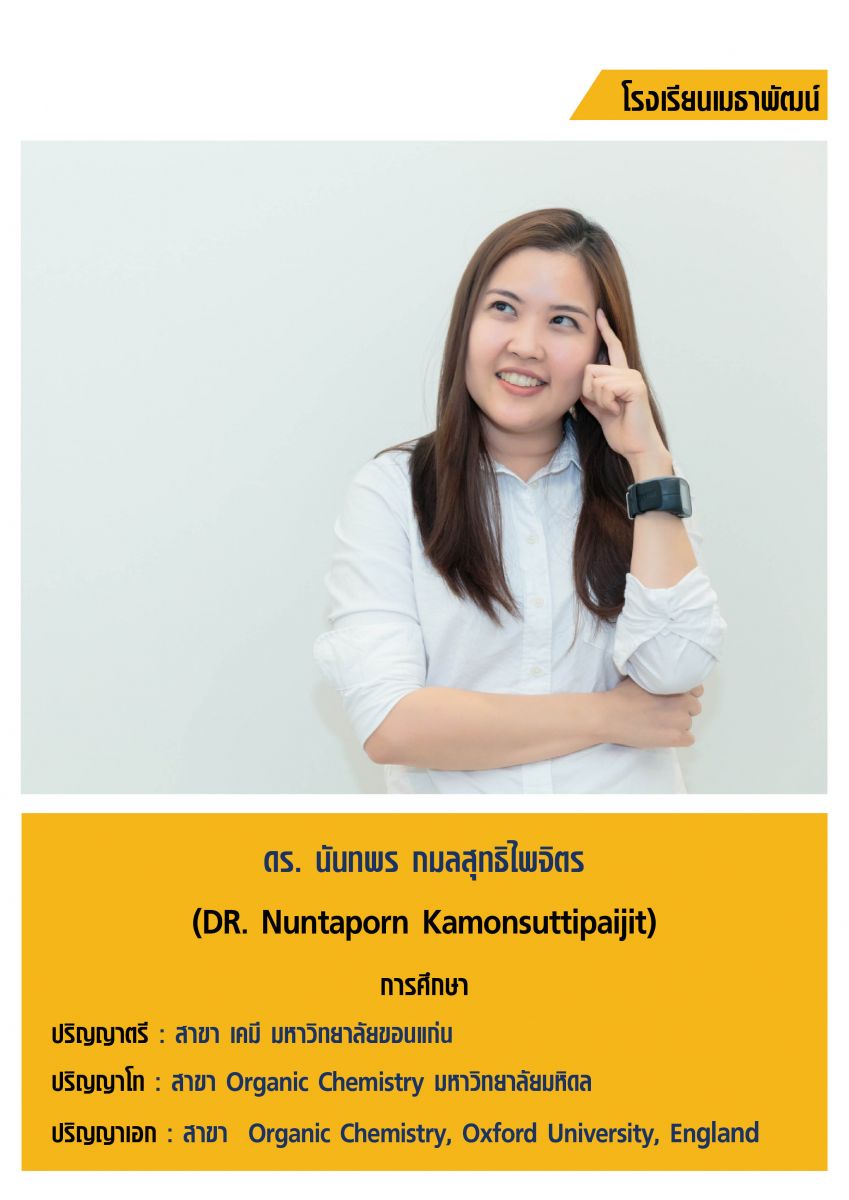 โรงเรียนเมธาพัฒน์
ดร. นันทพร กมลสุทธิไพจิตร
(DR. Nuntaporn Kamonsuttipaijit)
การศึกษา
ปริญญาตรี : สาขา เคมี มหาวิทยาลัยขอนแก่น
ปริญญาโท : สาขา Organic Chemistry มหาวิทยาลัยมหิดล
ปริญญาเอก : สาขา Organic Chemistry, Oxford University, England